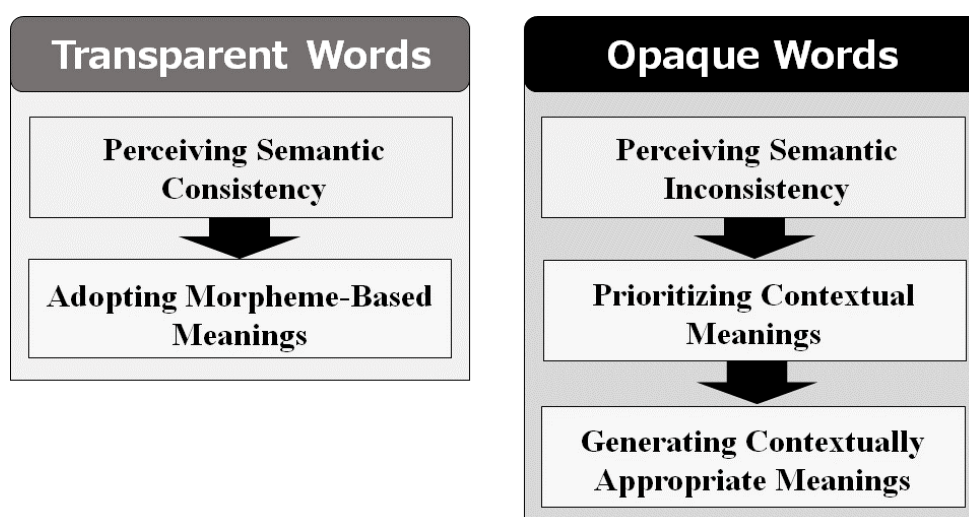 Transparent Words
Perceiving Semantic
Consistency
Adopting Morpheme-Based
Meanings
Opaque Words
Perceiving Semantic
Inconsistency
Prioritizing Contextual
Meanings
Generating Contextually
Appropriate Meanings